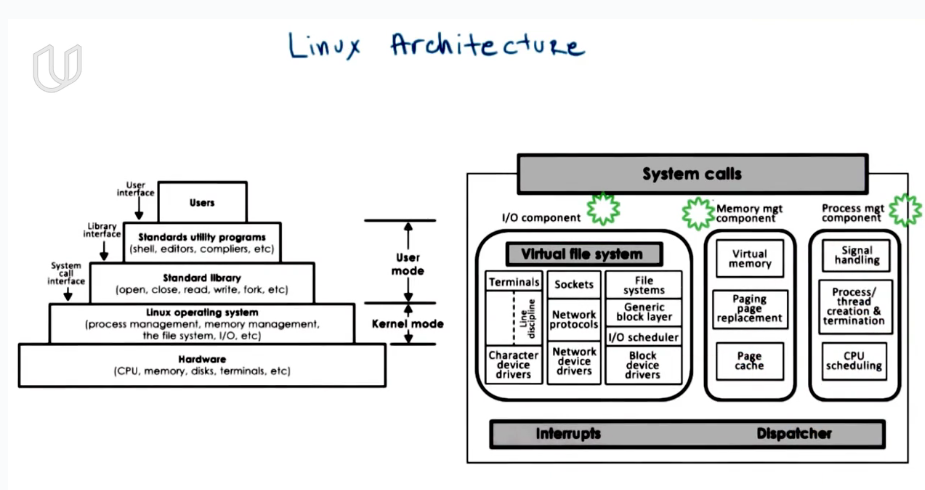 Linux Architecture
User
interface
Users
Library
interface
Standards utility programs
(shell, editors, compliers, etc)
System
call
interface
Standard library
(open, close, read, write, fork, etc)
User
mode
Linux operating system
(process management, memory management,
the file system, I/O, etc)
Kernel mode
Hardware
(CPU, memory, disks, terminals, etc)
System calls
I/O component
Memory mgt
component
Process mgt
component
Virtual file system
Terminals
Line
discipline
Character
device
drivers
Sockets
Network
protocols
Network
device
drivers
File
systems
Generic
block layer
I/O scheduler
Block
device
drivers
Virtual
memory
Paging
page
replacement
Page
cache
Signal
handling
Process/
thread
creation &
termination
CPU
scheduling
Interrupts
Dispatcher